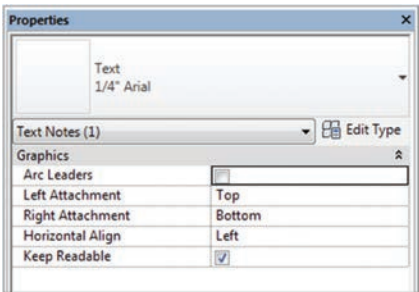 Properties
Text
1/4" Arial
Text Notes (1)
Edit Type
Graphics
Arc Leaders
Left Attachment Top
Right Attachment Bottom
Horizontal Align Left
Keep Readable